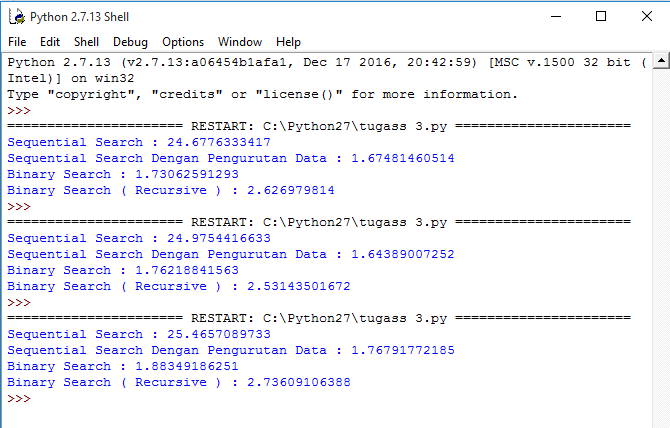 Python 2.7.13 Shell
File Edit Shell Debug Options Window Help
Python 2.7.13 (v2.7.13:a06454b1afa1, Dec 17 2016, 20:42:59) [MSC v.1500 32 bit (
Intel)] on win32
Type "copyright", "credits" or "license()" for more information.
>>>
====================== RESTART: C:\Python27\tugass 3.py ======================
Sequential Search : 24.6776333417
Sequential Search Dengan Pengurutan Data : 1.67481460514
Binary Search : 1.73062591293
Binary Search ( Recursive ) : 2.626979814
>>>
====================== RESTART: C:\Python27\tugass 3.py ======================
Sequential Search : 24.9754416633
Sequential Search Dengan Pengurutan Data : 1.64389007252
Binary Search : 1.76218841563
Binary Search ( Recursive ) : 2.53143501672
>>>
====================== RESTART: C:\Python27\tugass 3.py ======================
Sequential Search : 25.4657089733
Sequential Search Dengan Pengurutan Data : 1.76791772185
Binary Search : 1.88349186251
Binary Search ( Recursive ) : 2.73609106388
>>>